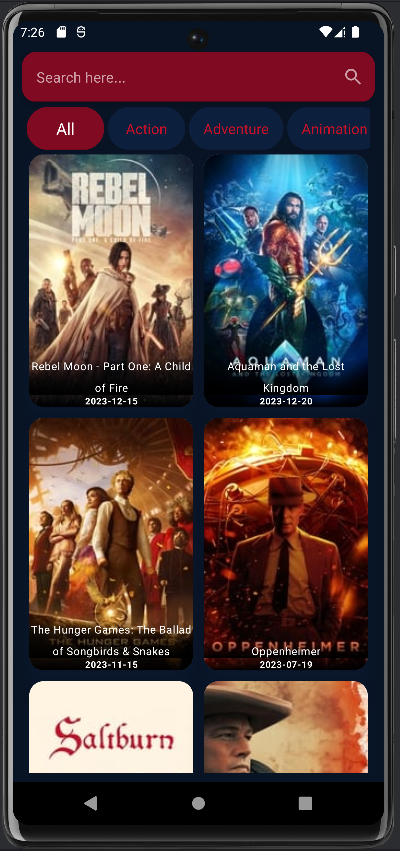 7:26
Search here...
All
Action
Adventure
Animation
REBEL
MOON
PART ONE: A CHILD OF FIRE
Rebel Moon - Part One: A Child
of Fire
2023-12-15
AQUAMAN
AND THE LOST KINGDOM
Aquaman and the Lost
Kingdom
2023-12-20
THE HUNGER GAMES
The Hunger Games: The Ballad
of Songbirds & Snakes
2023-11-15
OPPENHEIMER
Oppenheimer
2023-07-19
Saltburn